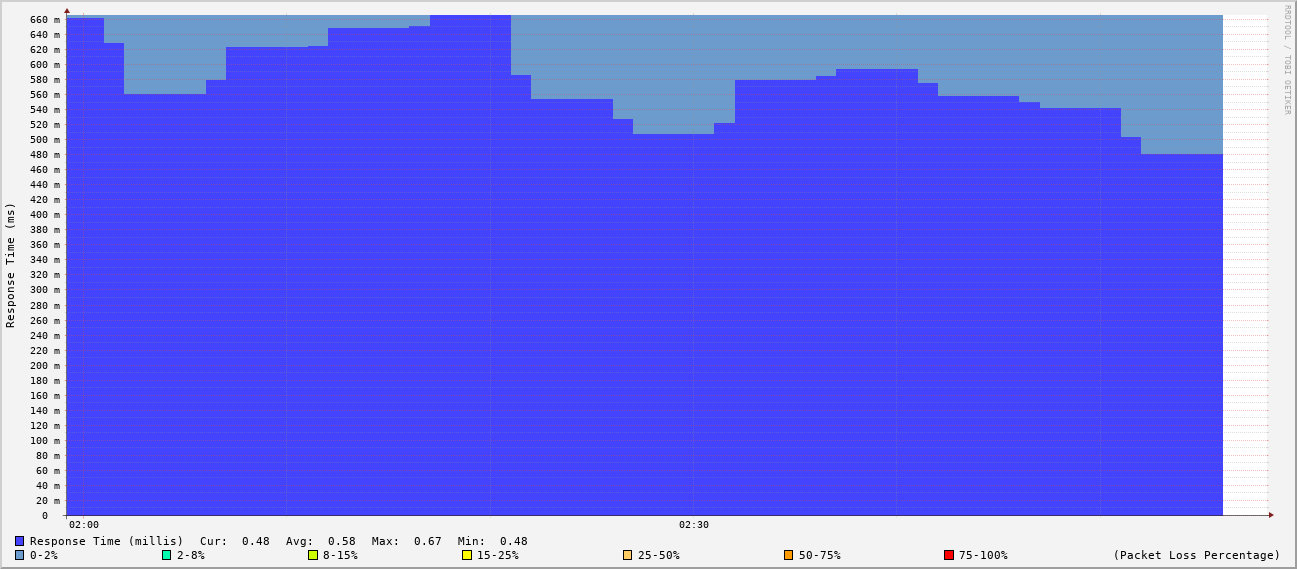 660 m
640 m
620 m
600 m
580 m
560 m
540 m
520 m
500 m
480 m
460 m
440 m
420 m
400 m
380 m
360 m
340 m
320 m
300 m
280 m
260 m
240 m
220 m
200 m
180 m
160 m
140 m
120 m
100 m
80 m
60 m
40 m
20 m
0
Response Time (ms)
RRDTOOL / TOBI OETIKER
02:00 02:30
Response Time (millis) Cur: 0.48 Avg: 0.58 Max: 0.67 Min: 0.48
0-2% 2-8% 8-15% 15-25% 25-50% 50-75% 75-100% (Packet Loss Percentage)